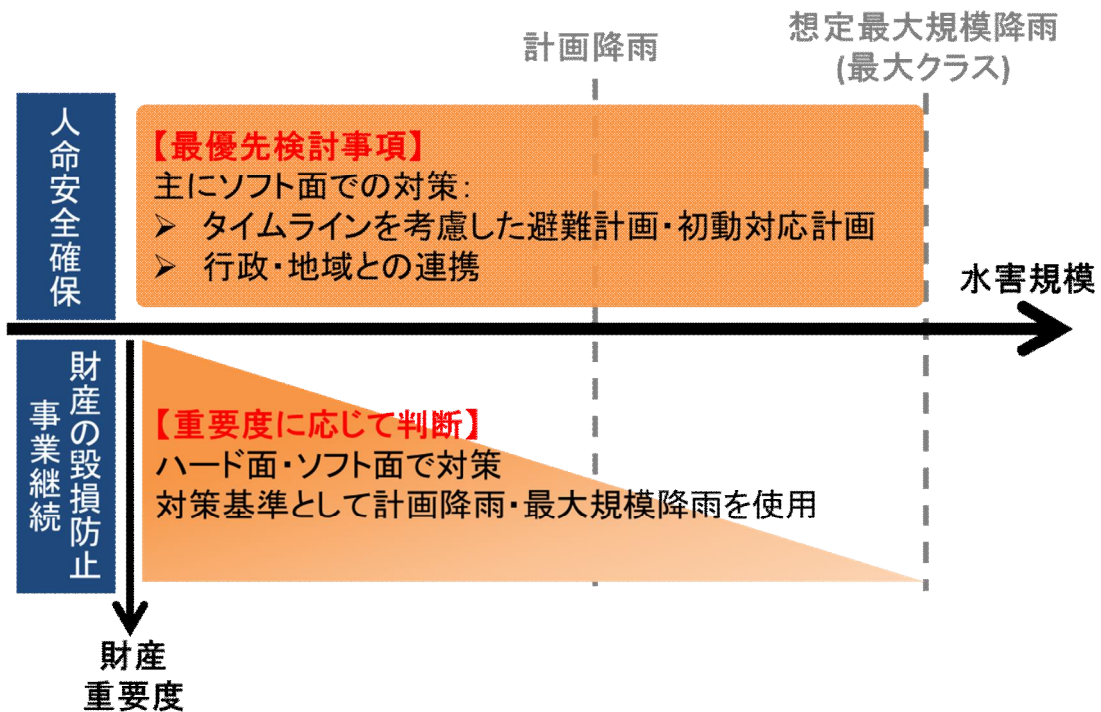 計画降雨
想定最大規模降雨
(最大クラス)
人命安全確保
【最優先検討事項】
主にソフト面での対策：
➢ タイムラインを考慮した避難計画・初動対応計画
➢ 行政・地域との連携
水害規模
財産の毀損防止
事業継続
【重要度に応じて判断】
ハード面・ソフト面で対策
対策基準として計画降雨・最大規模降雨を使用
財産
重要度